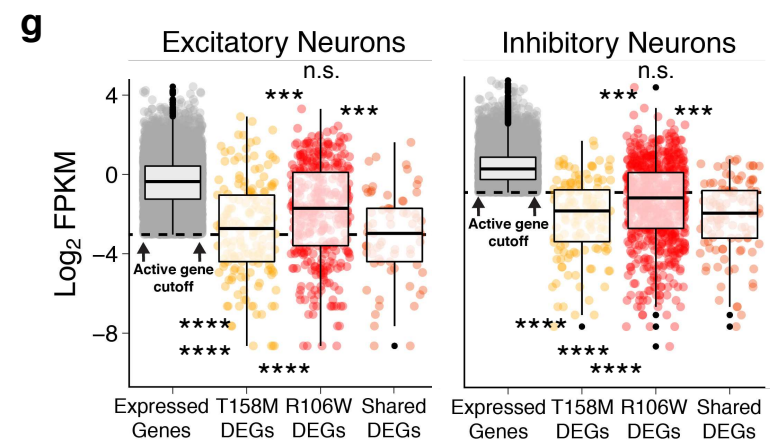 g
Excitatory Neurons
Inhibitory Neurons
n.s.
n.s.
*** ***
*** ***
Log2 FPKM
4
0
−4
−8
Active gene
cutoff
Active gene
cutoff
****
****
****
****
****
****
Expressed
Genes
T158M
DEGs
R106W
DEGs
Shared
DEGs
Expressed
Genes
T158M
DEGs
R106W
DEGs
Shared
DEGs